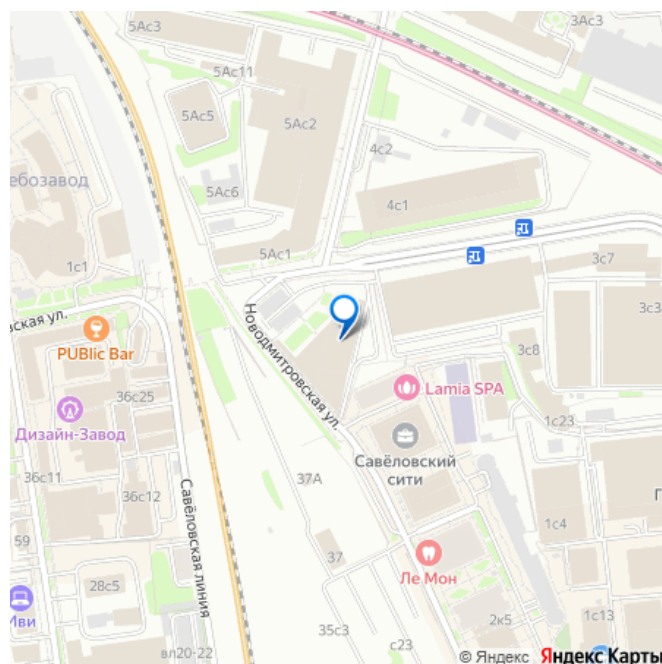 5Ас3
3Ас3
5Ас11
5Ас5
5Ас2
4с2
ебозавод
5Ас6
4с1
5Ас1
1с1
3с7
вская ул.
3с3
PUBlic Bar
Новодмитровская ул.
3с8
36с25
Lamia SPA
Дизайн-Завод
1с23
Савёловский
сити
36с11
37А
36с12
П
1с4
59
Савёловская линия
37
Ле Мон
28с5
Иви
2к5
1с13
35с3
с23
вл20-22
© Яндекс Яндекс Карты